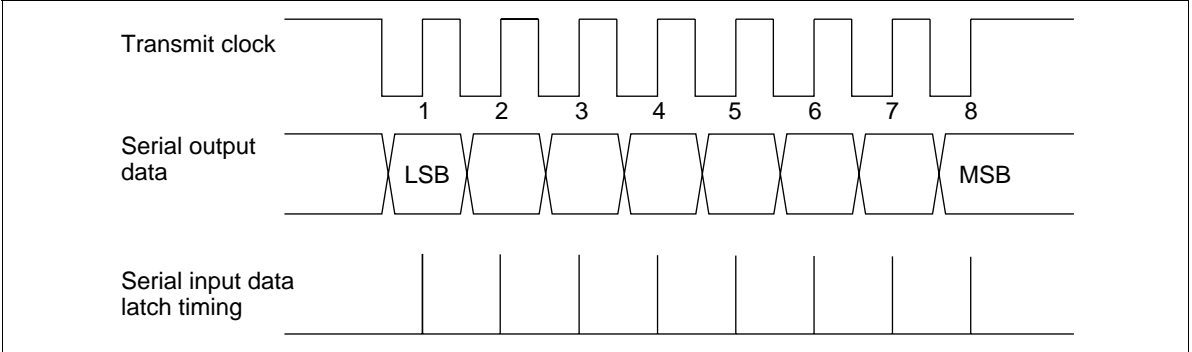 Transmit clock
1 2 3 4 5 6 7 8
Serial output
data
LSB
MSB
Serial input data
latch timing